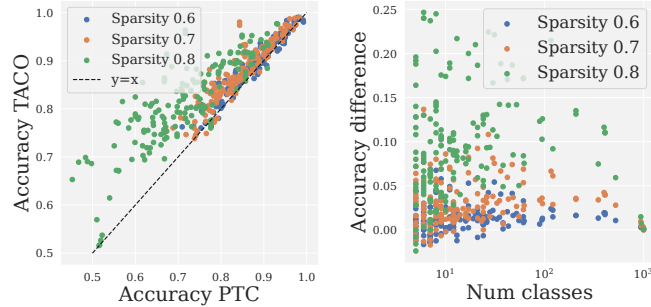 Accuracy TACO
1.0
0.9
0.8
0.7
0.6
0.5
Sparsity 0.6
Sparsity 0.7
Sparsity 0.8
y=x
0.5 0.6 0.7 0.8 0.9 1.0
Accuracy PTC
Accuracy difference
0.25
0.20
0.15
0.10
0.05
0.00
Sparsity 0.6
Sparsity 0.7
Sparsity 0.8
10¹ 10² 10³
Num classes